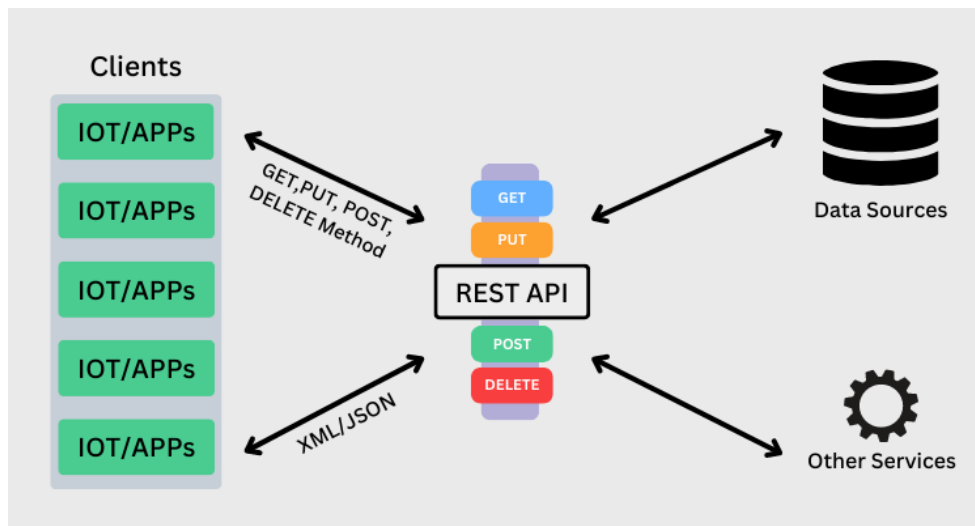 Clients
IOT/APPs
IOT/APPs
IOT/APPs
IOT/APPs
IOT/APPs
GET,PUT, POST,
DELETE Method
XML/JSON
GET
PUT
REST API
POST
DELETE
Data Sources
Other Services